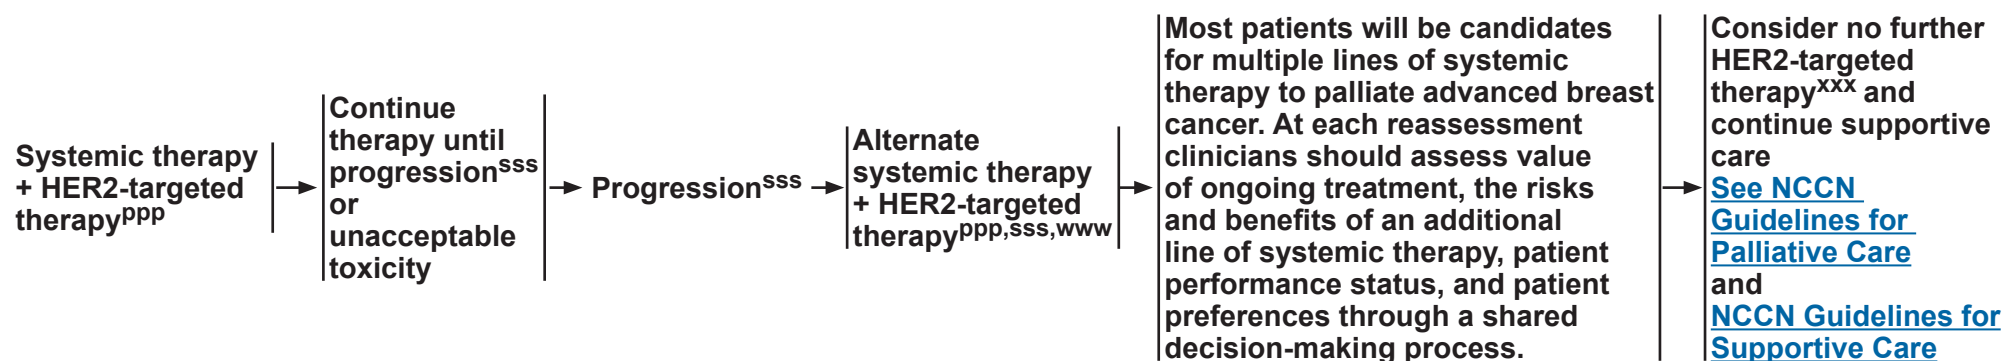 Systemic therapy
+ HER2-targeted
therapyppp
Continue
therapy until
progressionsss
or
unacceptable
toxicity
Progressionsss
Alternate
systemic therapy
+ HER2-targeted
therapyppp,sss,www
Most patients will be candidates
for multiple lines of systemic
therapy to palliate advanced breast
cancer. At each reassessment
clinicians should assess value
of ongoing treatment, the risks
and benefits of an additional
line of systemic therapy, patient
performance status, and patient
preferences through a shared
decision-making process.
Consider no further
HER2-targeted
therapyxxx and
continue supportive
care
See NCCN
Guidelines for
Palliative Care
and
NCCN Guidelines for
Supportive Care